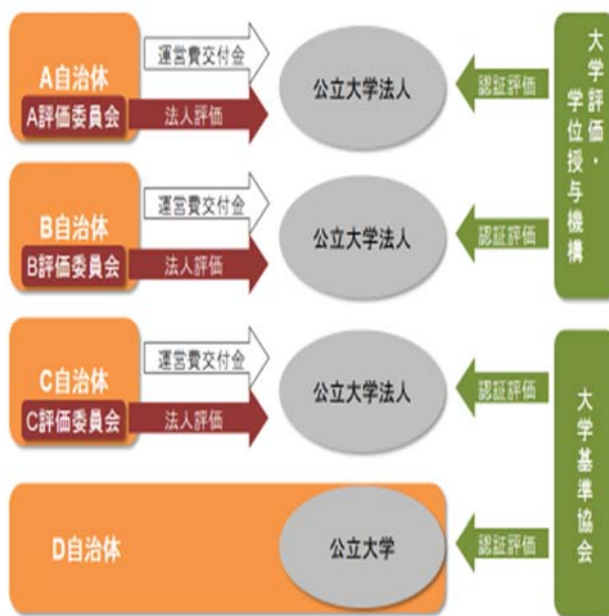 A自治体
A評価委員会
運営費交付金
法人評価
公立大学法人
認証評価
大学評価・
学位授与機構
B自治体
B評価委員会
運営費交付金
法人評価
公立大学法人
認証評価
C自治体
C評価委員会
運営費交付金
法人評価
公立大学法人
認証評価
大学基準協会
D自治体
公立大学
認証評価